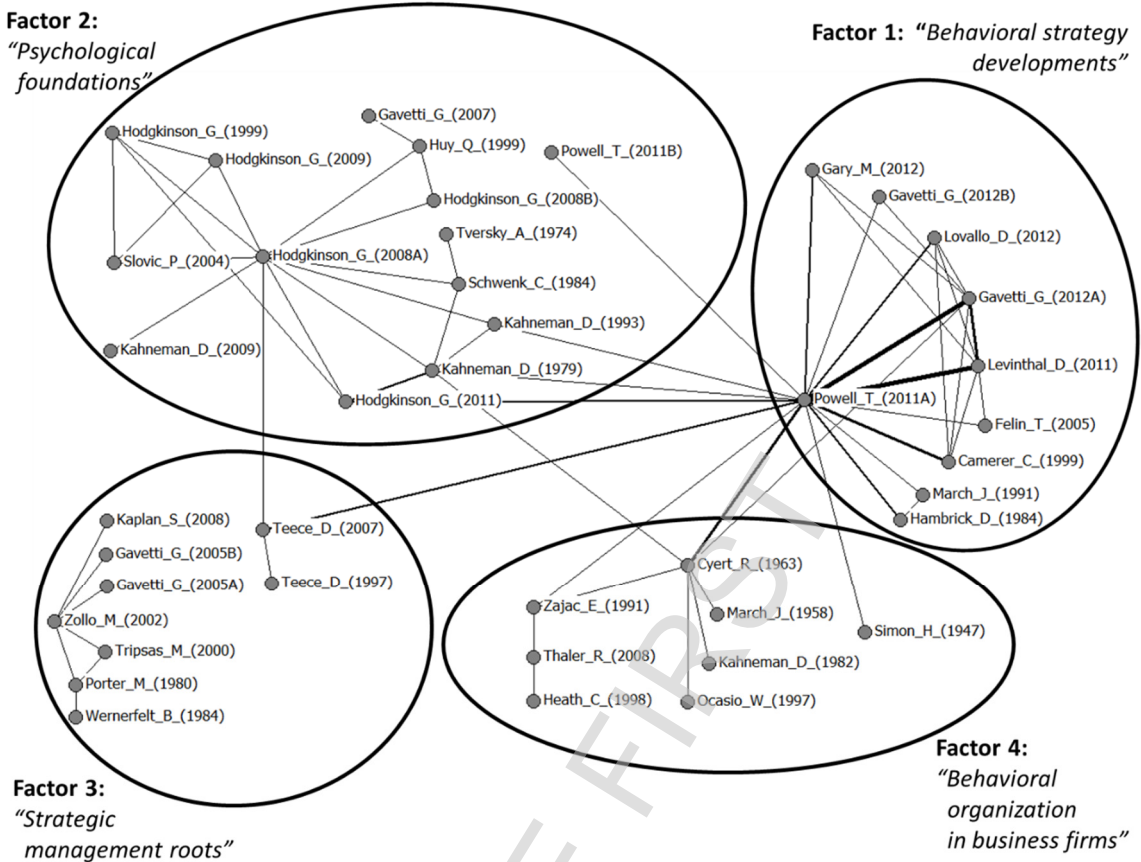 Factor 2:
“Psychological
foundations”
Factor 1: “Behavioral strategy
developments”
Gavetti_G_(2007)
Hodgkinson_G_(1999)
Huy_Q_(1999)
Hodgkinson_G_(2009)
Powell_T_(2011B)
Hodgkinson_G_(2008B)
Tversky_A_(1974)
Hodgkinson_G_(2008A)
Slovic_P_(2004)
Schwenk_C_(1984)
Kahneman_D_(1993)
Kahneman_D_(2009)
Kahneman_D_(1979)
Hodgkinson_G_(2011)
Gary_M_(2012)
Gavetti_G_(2012B)
Lovallo_D_(2012)
Gavetti_G_(2012A)
Levinthal_D_(2011)
Powell_T_(2011A)
Felin_T_(2005)
Camerer_C_(1999)
March_J_(1991)
Hambrick_D_(1984)
Kaplan_S_(2008)
Teece_D_(2007)
Gavetti_G_(2005B)
Gavetti_G_(2005A)
Teece_D_(1997)
Zollo_M_(2002)
Tripsas_M_(2000)
Porter_M_(1980)
Wernerfelt_B_(1984)
Cyert_R_(1963)
Zajac_E_(1991)
March_J_(1958)
Simon_H_(1947)
Thaler_R_(2008)
Kahneman_D_(1982)
Heath_C_(1998)
Ocasio_W_(1997)
Factor 3:
“Strategic
management roots”
Factor 4:
“Behavioral
organization
in business firms”
FIRST